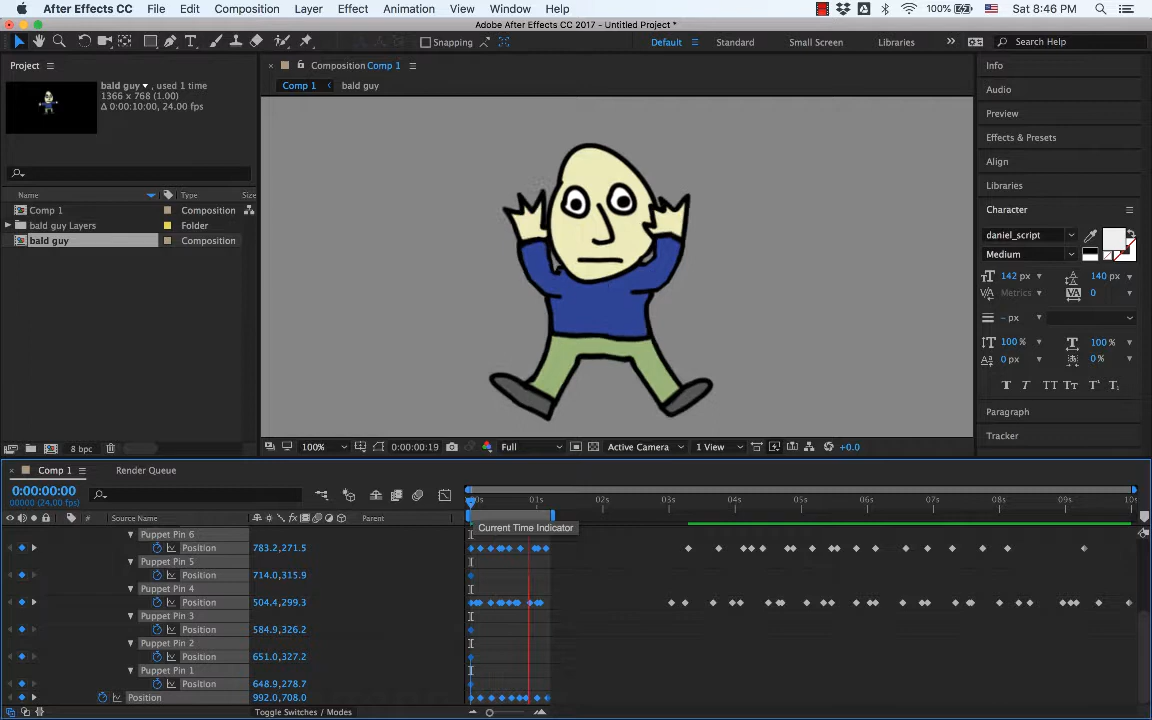 After Effects CC File Edit Composition Layer Effect Animation View Window Help 100% Sat 8:46 PM
Adobe After Effects CC 2017 - Untitled Project *
Snapping Default Standard Small Screen Libraries Search Help
Project
Composition Comp 1
Info
bald guy , used 1 time
1366 x 768 (1.00)
Δ 0:00:10:00, 24.00 fps
Comp 1 bald guy
Audio
Preview
Effects & Presets
Align
Libraries
Name Type Size
Comp 1 Composition
bald guy Layers Folder
bald guy Composition
Character
daniel_script
Medium
142 px 140 px
Metrics 0
- px
100 % 100 %
0 px 0 %
T T TT Tr T' T,
Paragraph
Tracker
8 bpc
100% 0:00:00:19 Full Active Camera 1 View +0.0
Comp 1 Render Queue
0:00:00:00
00000 (24.00 fps)
00s 01s 02s 03s 04s 05s 06s 07s 08s 09s 10s
# Source Name Parent
Current Time Indicator
Puppet Pin 6
Position 783.2,271.5
Puppet Pin 5
Position 714.0,315.9
Puppet Pin 4
Position 504.4,299.3
Puppet Pin 3
Position 584.9,326.2
Puppet Pin 2
Position 651.0,327.2
Puppet Pin 1
Position 648.9,278.7
Position 992.0,708.0
Toggle Switches / Modes